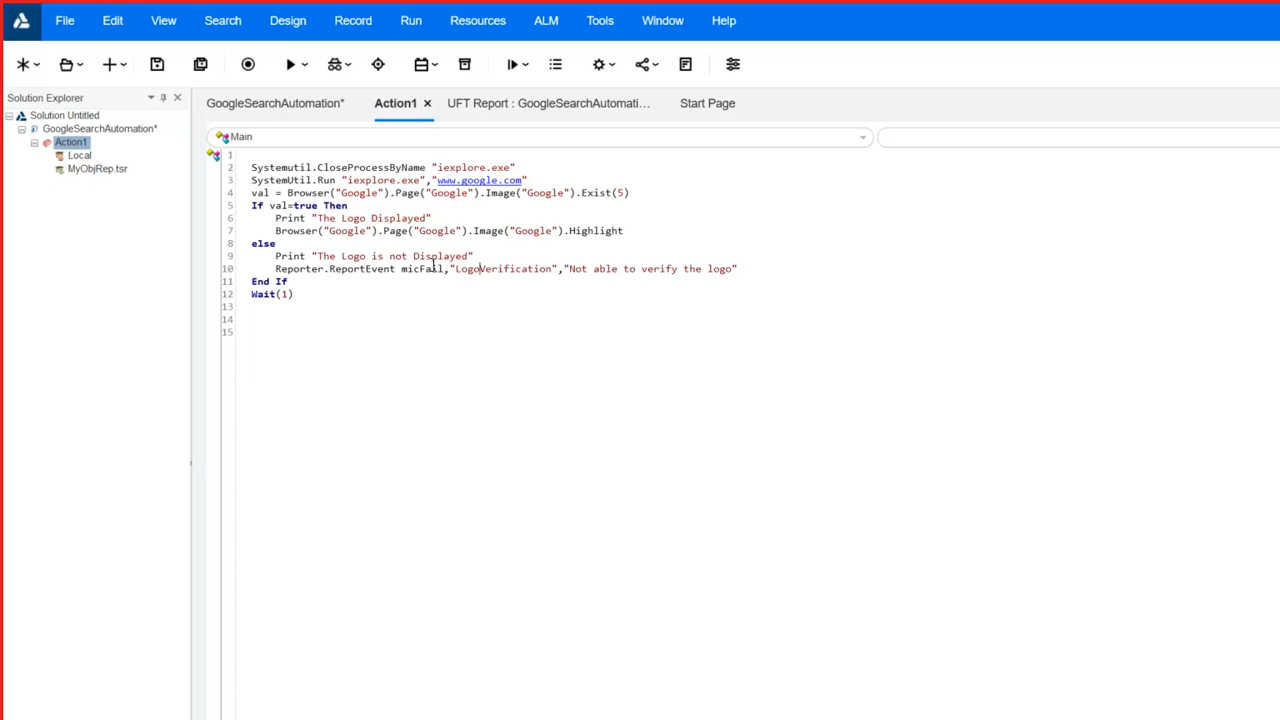 File Edit View Search Design Record Run Resources ALM Tools Window Help
Solution Explorer
Solution Untitled
GoogleSearchAutomation*
Action1
Local
MyObjRep.tsr
GoogleSearchAutomation* Action1 UFT Report : GoogleSearchAutomati... Start Page
Main
1
2 Systemutil.CloseProcessByName "iexplore.exe"
3 SystemUtil.Run "iexplore.exe","www.google.com"
4 val = Browser("Google").Page("Google").Image("Google").Exist(5)
5 If val=true Then
6 Print "The Logo Displayed"
7 Browser("Google").Page("Google").Image("Google").Highlight
8 else
9 Print "The Logo is not Displayed"
10 Reporter.ReportEvent micFail,"LogoVerification","Not able to verify the logo"
11 End If
12 Wait(1)
13
14
15